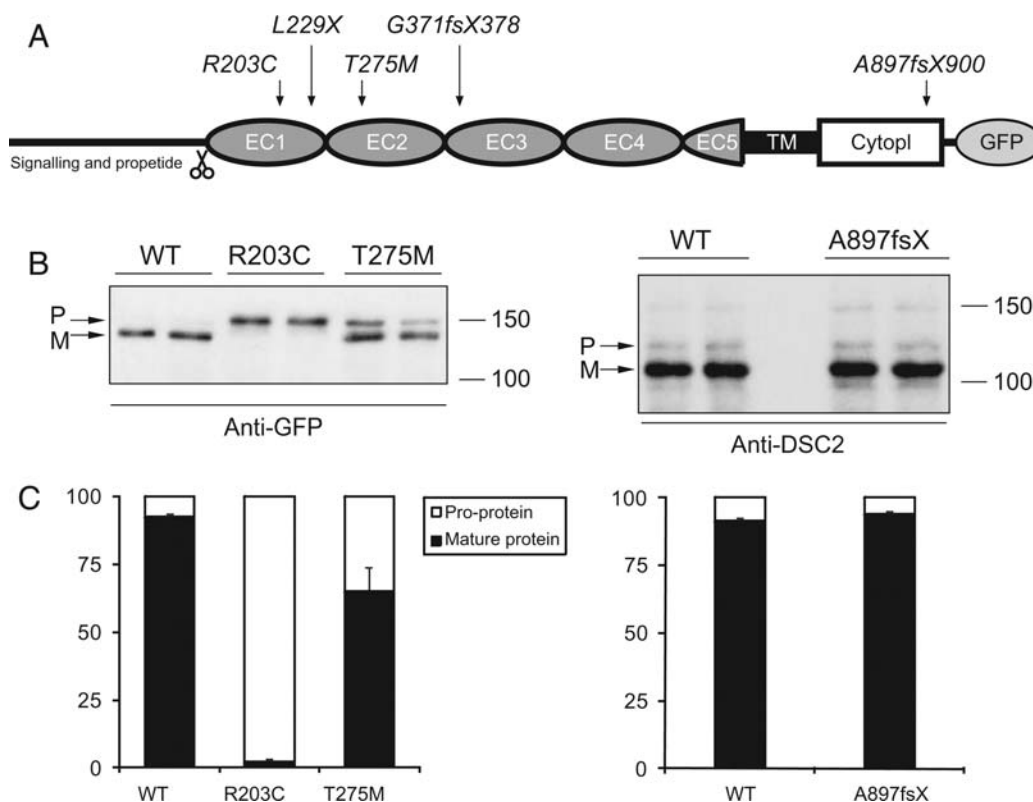 A
L229X G371fsX378
R203C T275M A897fsX900
EC1 EC2 EC3 EC4 EC5 TM Cytopl GFP
Signalling and propetide
B
WT R203C T275M WT A897fsX
P 150 150
M P
M
100 100
Anti-GFP Anti-DSC2
C
100 100
Pro-protein
Mature protein
75 75
50 50
25 25
0 0
WT R203C T275M WT A897fsX